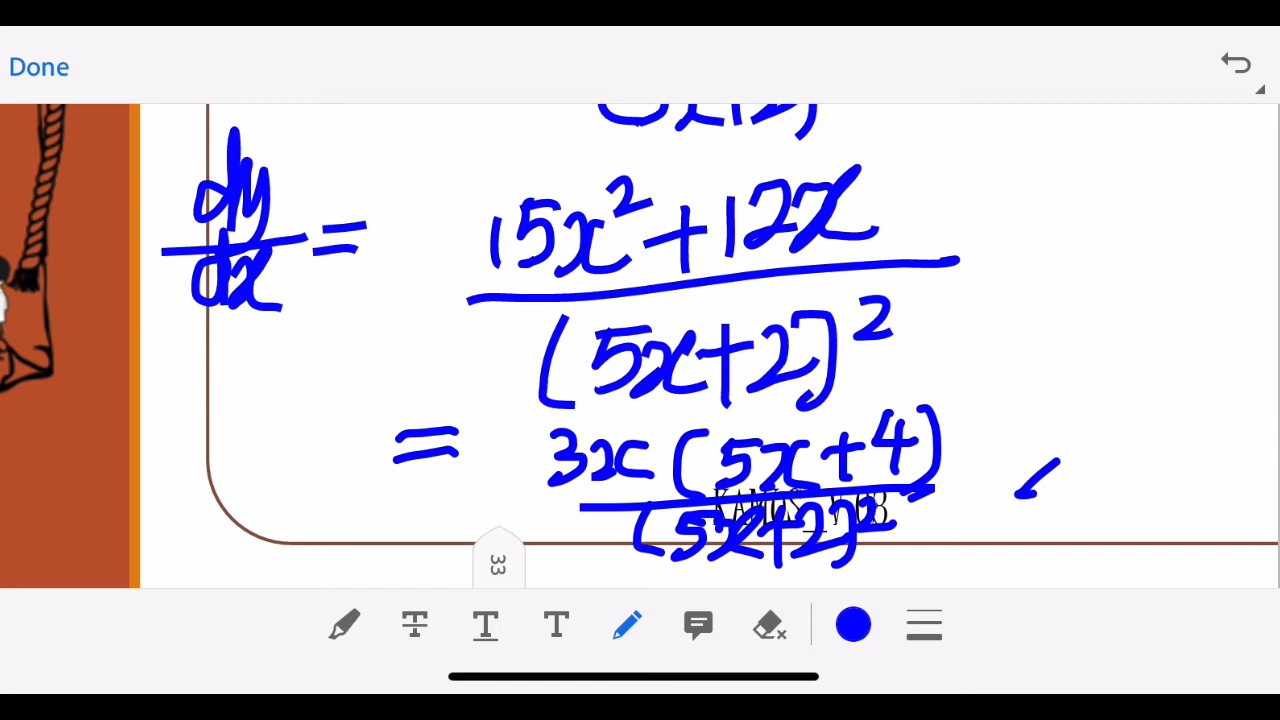 Done
dy/dx = 15x² + 12x / (5x+2)²
= 3x(5x+4) / (5x+2)²
33